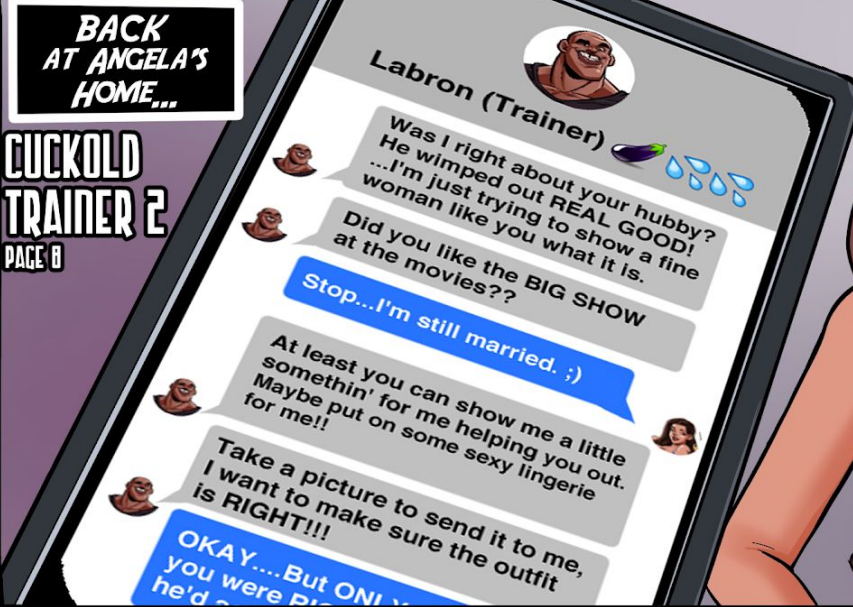 BACK
AT ANGELA'S
HOME...
CUCKOLD
TRAINER 2
PAGE 8
Labron (Trainer) 🍆💦💦
Was I right about your hubby?
He wimped out REAL GOOD!
...I'm just trying to show a fine
woman like you what it is.
Did you like the BIG SHOW
at the movies??
Stop...I'm still married. ;)
At least you can show me a little
somethin' for me helping you out.
Maybe put on some sexy lingerie
for me!!
Take a picture to send it to me,
I want to make sure the outfit
is RIGHT!!!
OKAY....But ONLY
you were
he'd